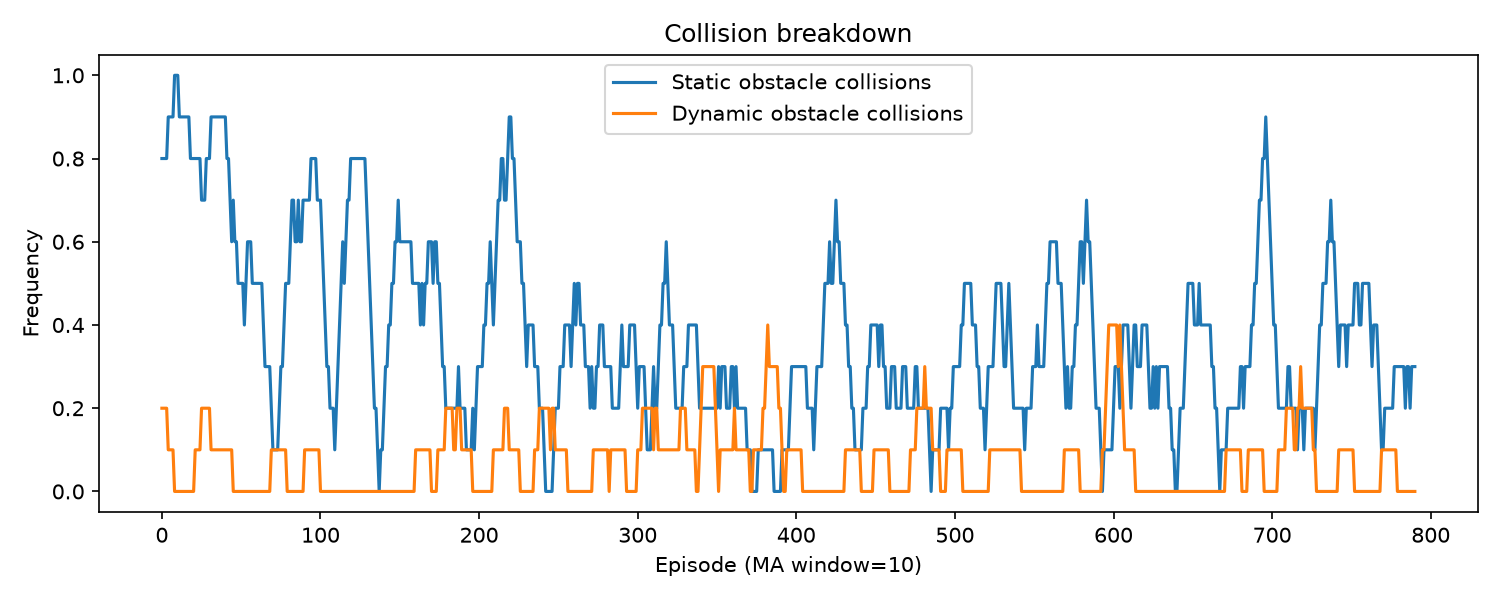 Collision breakdown
Static obstacle collisions
Dynamic obstacle collisions
Frequency
1.0
0.8
0.6
0.4
0.2
0.0
0 100 200 300 400 500 600 700 800
Episode (MA window=10)